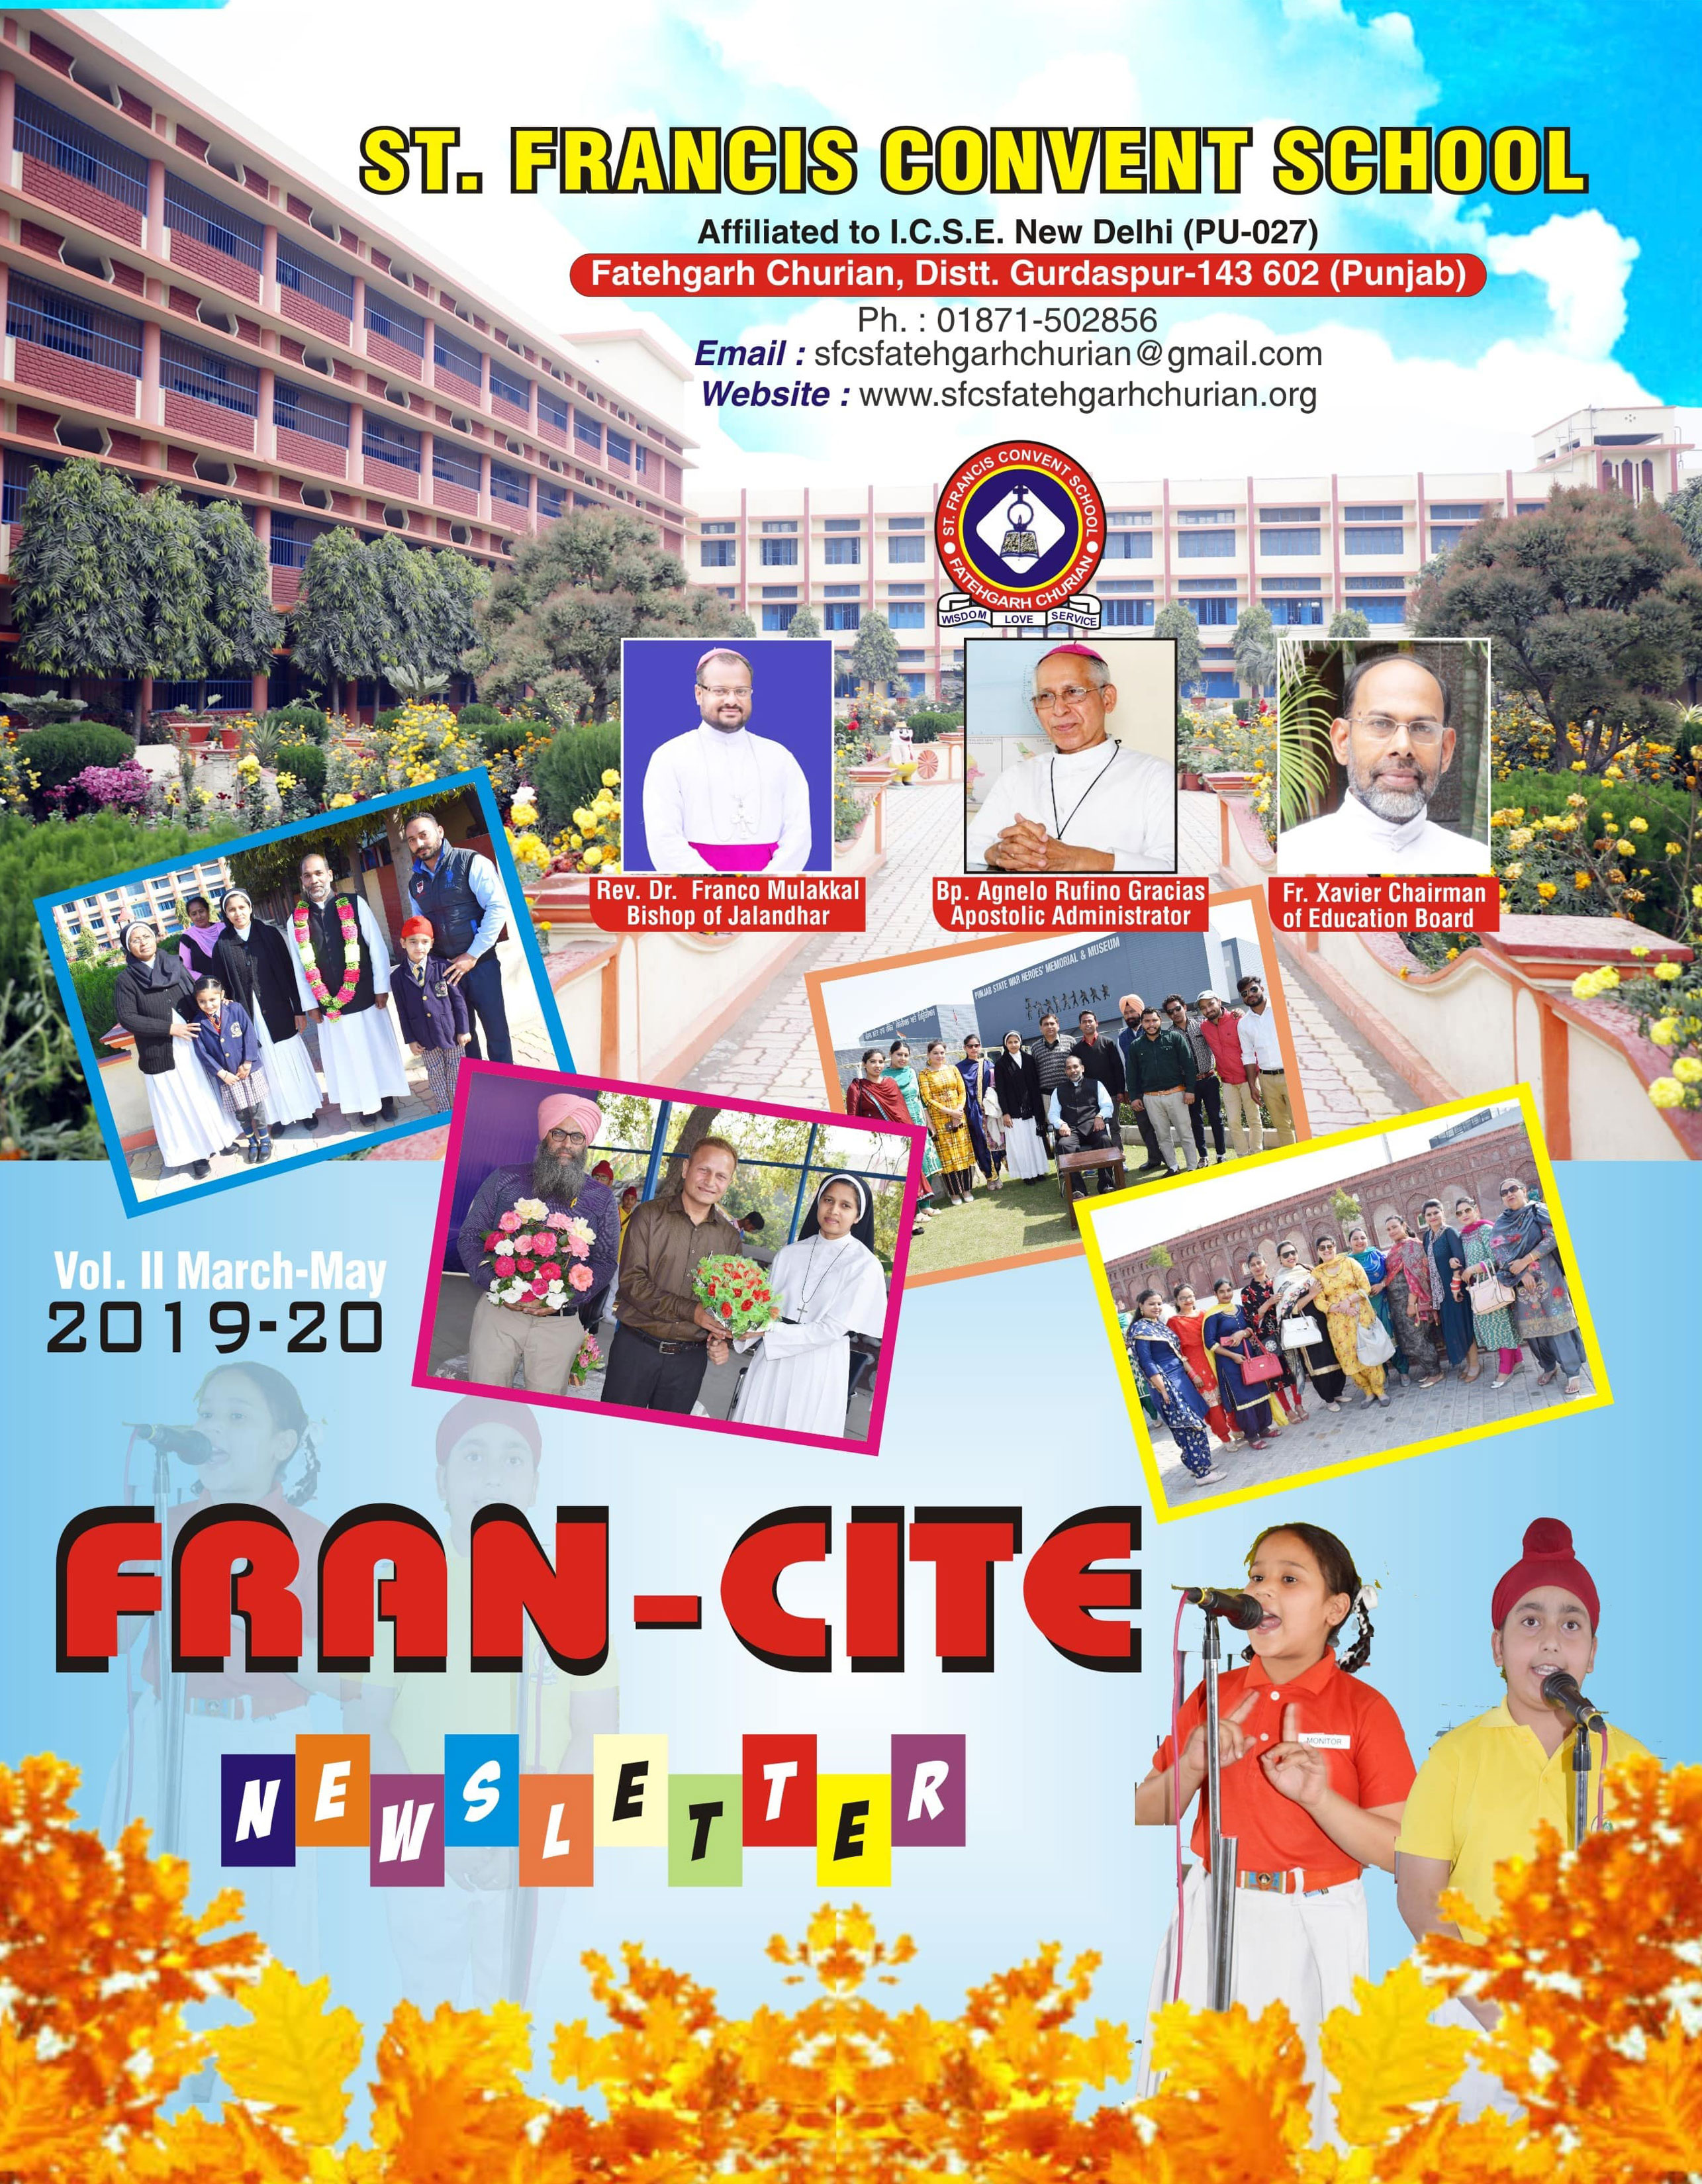 ST. FRANCIS CONVENT SCHOOL
Affiliated to I.C.S.E. New Delhi (PU-027)
Fatehgarh Churian, Distt. Gurdaspur-143 602 (Punjab)
Ph. : 01871-502856
Email : sfcsfatehgarhchurian@gmail.com
Website : www.sfcsfatehgarhchurian.org
ST. FRANCIS CONVENT SCHOOL
FATEHGARH CHURIAN
WISDOM LOVE SERVICE
Rev. Dr. Franco Mulakkal
Bishop of Jalandhar
Bp. Agnelo Rufino Gracias
Apostolic Administrator
Fr. Xavier Chairman
of Education Board
PUNJAB STATE WAR HEROES' MEMORIAL & MUSEUM
Vol. II March-May
2019-20
FRAN-CITE
NEWSLETTER
MONITOR